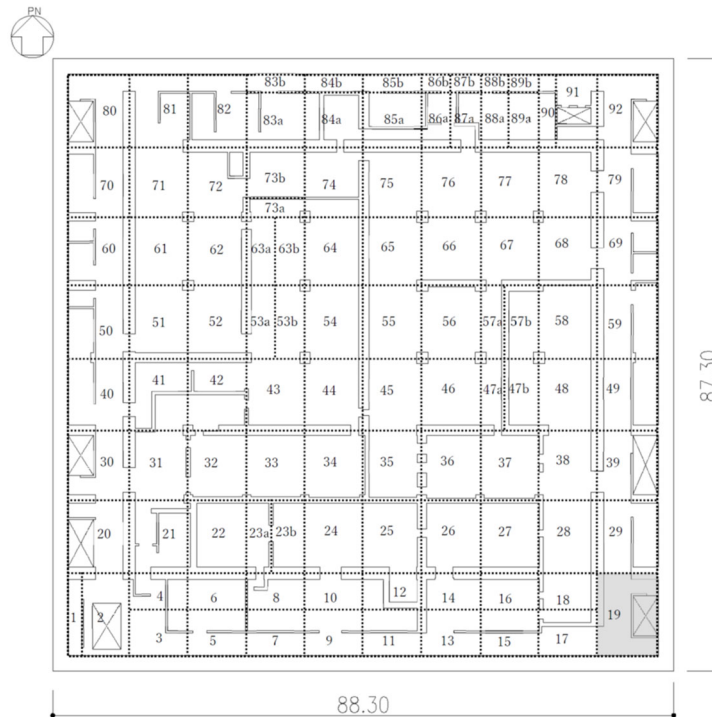 PN
83b 84b 85b 86b 87b 88b 89b 91
80 81 82 83a 84a 85a 86a 87a 88a 89a 90 92
70 71 72 73b 74 75 76 77 78 79
73a
60 61 62 63a 63b 64 65 66 67 68 69
50 51 52 53a 53b 54 55 56 57a 57b 58 59
40 41 42 43 44 45 46 47a 47b 48 49
30 31 32 33 34 35 36 37 38 39
20 21 22 23a 23b 24 25 26 27 28 29
4 6 8 10 12 14 16 18
1 2 19
3 5 7 9 11 13 15 17
87.30
88.30